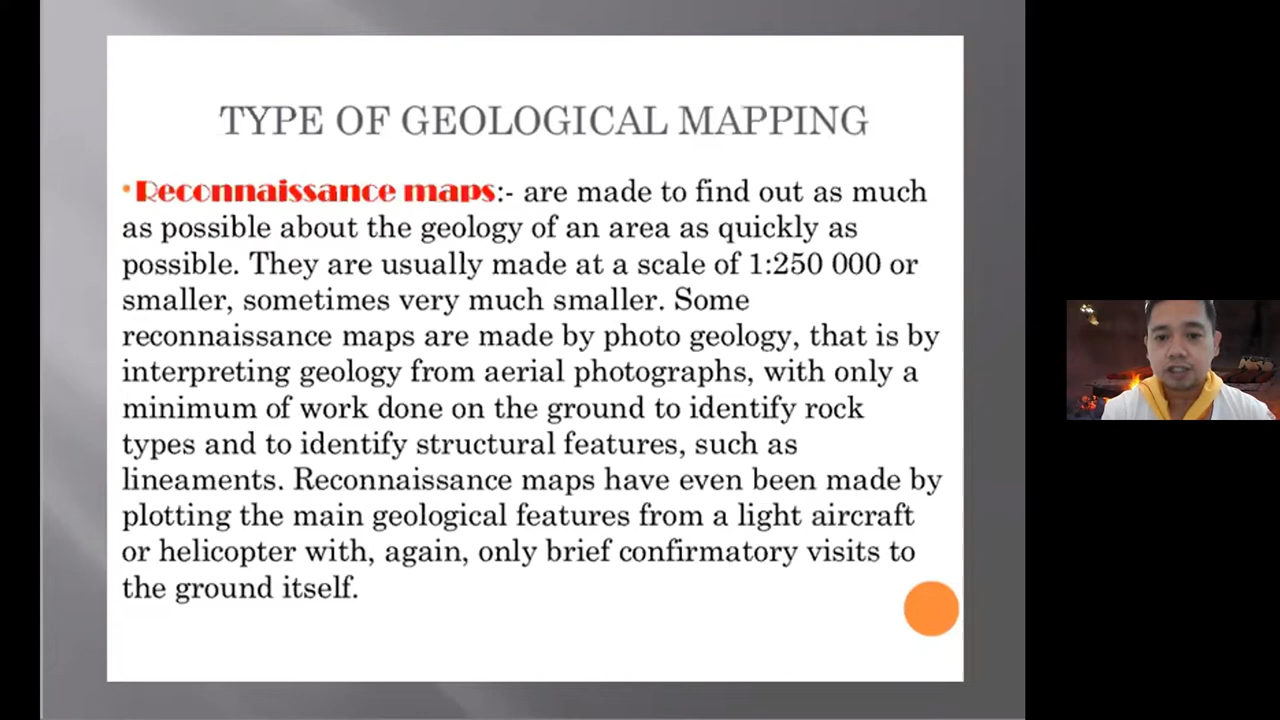 TYPE OF GEOLOGICAL MAPPING
•Reconnaissance maps:- are made to find out as much
as possible about the geology of an area as quickly as
possible. They are usually made at a scale of 1:250 000 or
smaller, sometimes very much smaller. Some
reconnaissance maps are made by photo geology, that is by
interpreting geology from aerial photographs, with only a
minimum of work done on the ground to identify rock
types and to identify structural features, such as
lineaments. Reconnaissance maps have even been made by
plotting the main geological features from a light aircraft
or helicopter with, again, only brief confirmatory visits to
the ground itself.